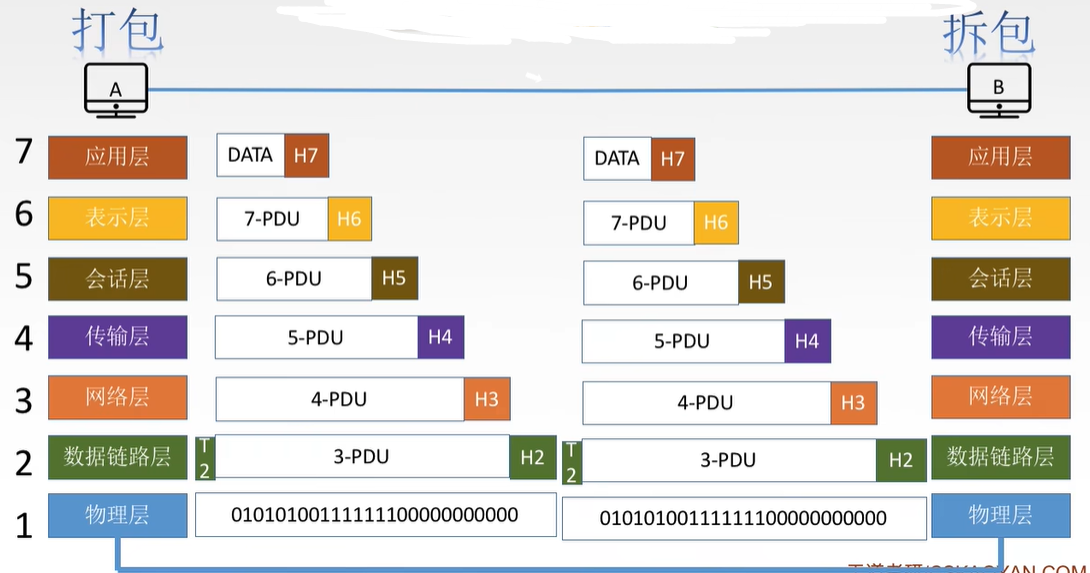 打包 拆包
A B
7 应用层 DATA H7 DATA H7 应用层
6 表示层 7-PDU H6 7-PDU H6 表示层
5 会话层 6-PDU H5 6-PDU H5 会话层
4 传输层 5-PDU H4 5-PDU H4 传输层
3 网络层 4-PDU H3 4-PDU H3 网络层
2 数据链路层 T2 3-PDU H2 T2 3-PDU H2 数据链路层
1 物理层 010101001111111100000000000 010101001111111100000000000 物理层